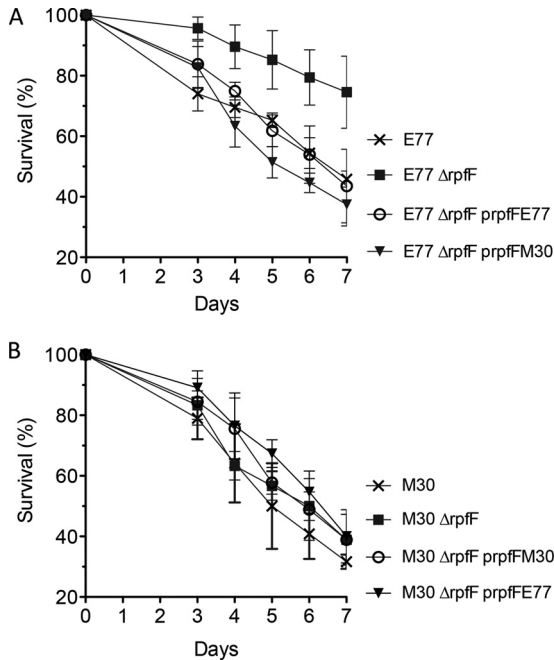 A
Survival (%)
100
80
60
40
20
0 1 2 3 4 5 6 7
Days
E77
E77 ΔrpfF
E77 ΔrpfF prpfFE77
E77 ΔrpfF prpfFM30
B
Survival (%)
100
80
60
40
20
0 1 2 3 4 5 6 7
Days
M30
M30 ΔrpfF
M30 ΔrpfF prpfFM30
M30 ΔrpfF prpfFE77